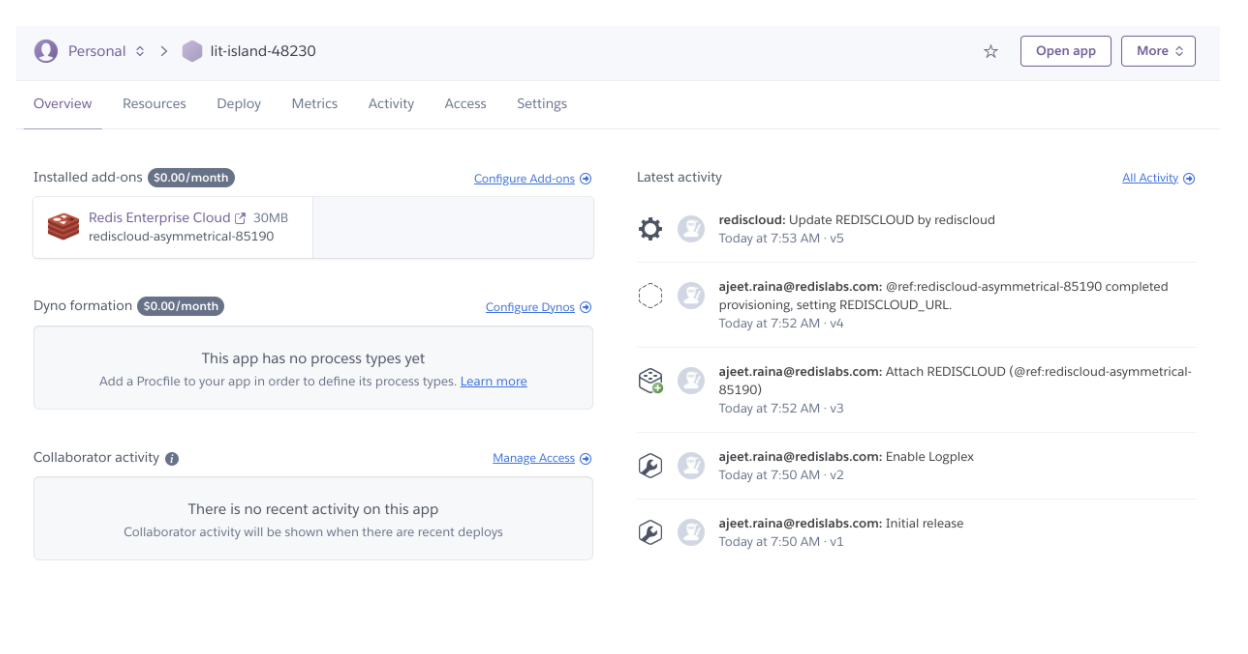 Personal > lit-island-48230 Open app More
Overview Resources Deploy Metrics Activity Access Settings
Installed add-ons $0.00/month Configure Add-ons
Redis Enterprise Cloud 30MB
rediscloud-asymmetrical-85190
Dyno formation $0.00/month Configure Dynos
This app has no process types yet
Add a Procfile to your app in order to define its process types. Learn more
Collaborator activity Manage Access
There is no recent activity on this app
Collaborator activity will be shown when there are recent deploys
Latest activity All Activity
rediscloud: Update REDISCLOUD by rediscloud
Today at 7:53 AM · v5
ajeet.raina@redislabs.com: @ref:rediscloud-asymmetrical-85190 completed
provisioning, setting REDISCLOUD_URL.
Today at 7:52 AM · v4
ajeet.raina@redislabs.com: Attach REDISCLOUD (@ref:rediscloud-asymmetrical-
85190)
Today at 7:52 AM · v3
ajeet.raina@redislabs.com: Enable Logplex
Today at 7:50 AM · v2
ajeet.raina@redislabs.com: Initial release
Today at 7:50 AM · v1